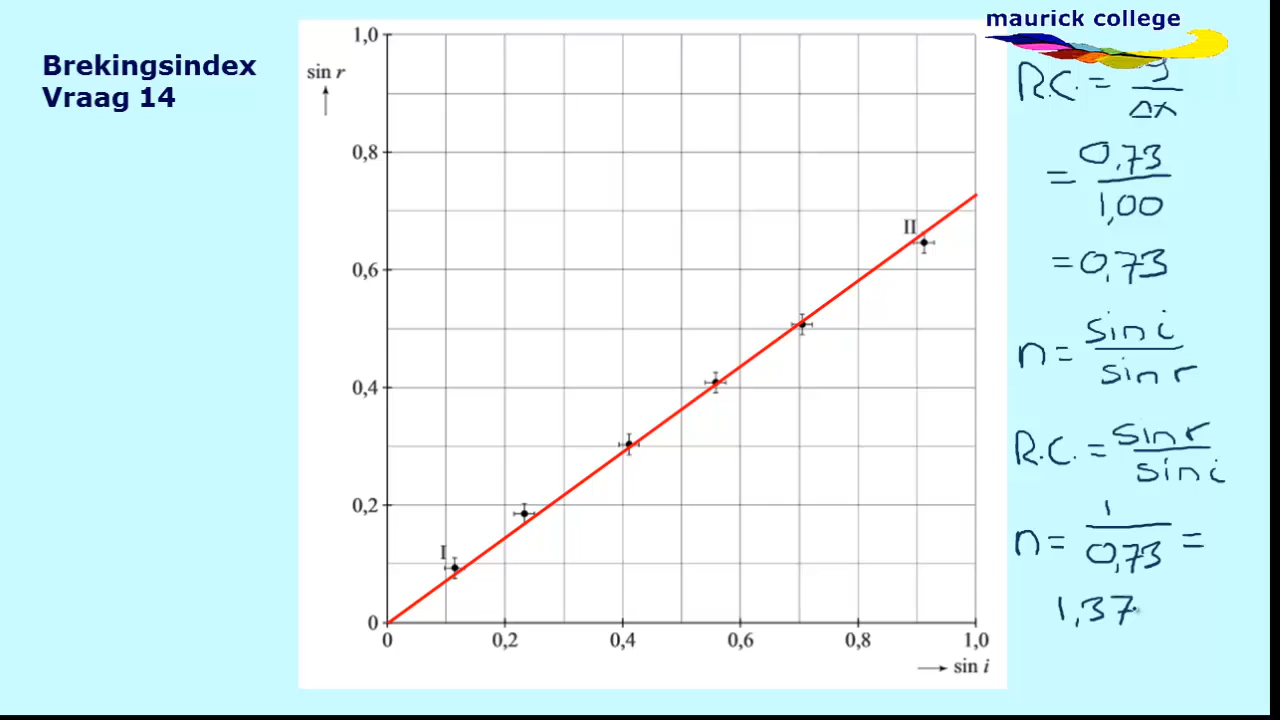 maurick college
Brekingsindex
Vraag 14
1,0
sin r
0,8
0,6
0,4
0,2
0
II
I
0 0,2 0,4 0,6 0,8 1,0
sin i
R.C. = y / Δx
= 0,73 / 1,00
= 0,73
n = sin i / sin r
R.C. = sin r / sin i
n = 1 / 0,73 =
1,37